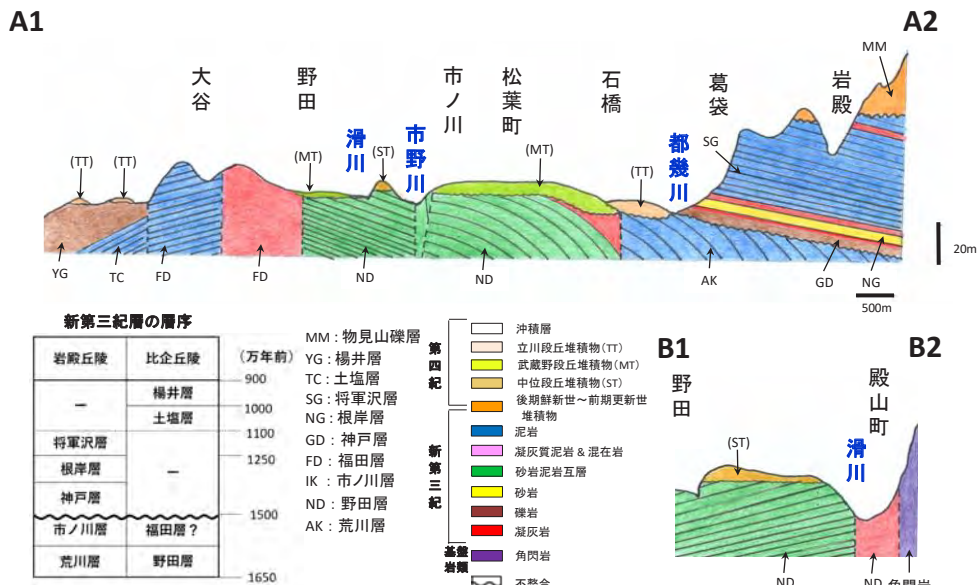 A1
A2
MM
大谷
野田
市ノ川
松葉町
石橋
葛袋
岩殿
滑川
市野川
都幾川
(TT)
(TT)
(MT)
(ST)
(MT)
(TT)
SG
YG
TC
FD
FD
ND
ND
AK
GD
NG
20m
500m
新第三紀層の層序
岩殿丘陵 比企丘陵 (万年前)
900
― 楊井層
1000
土塩層
1100
将軍沢層
1250
根岸層 ―
神戸層
1500
市ノ川層 福田層?
荒川層 野田層
1650
MM:物見山礫層
YG:楊井層
TC:土塩層
SG:将軍沢層
NG:根岸層
GD:神戸層
FD:福田層
IK:市ノ川層
ND:野田層
AK:荒川層
第四紀
沖積層
立川段丘堆積物(TT)
武蔵野段丘堆積物(MT)
中位段丘堆積物(ST)
後期鮮新世～前期更新世
堆積物
新第三紀
泥岩
凝灰質泥岩 & 混在岩
砂岩泥岩互層
砂岩
礫岩
凝灰岩
基盤
岩類
角閃岩
不整合
B1
B2
野田
殿山町
滑川
(ST)
ND
ND
角閃岩